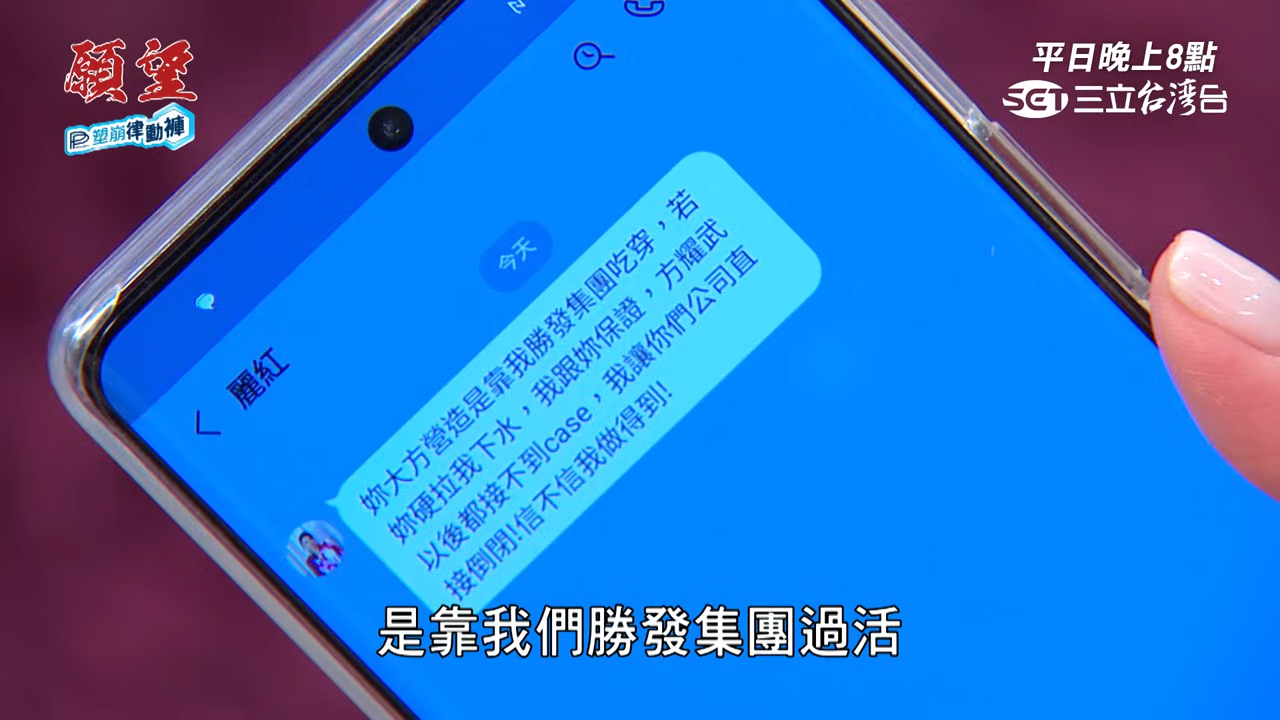 願望
塑崩律動褲
平日晚上8點
SET三立台灣台
今天
麗紅
妳大方營造是靠我勝發集團吃穿，若
妳硬拉我下水，我跟妳保證，方耀武
以後都接不到case，我讓你們公司直
接倒閉!信不信我做得到!
是靠我們勝發集團過活